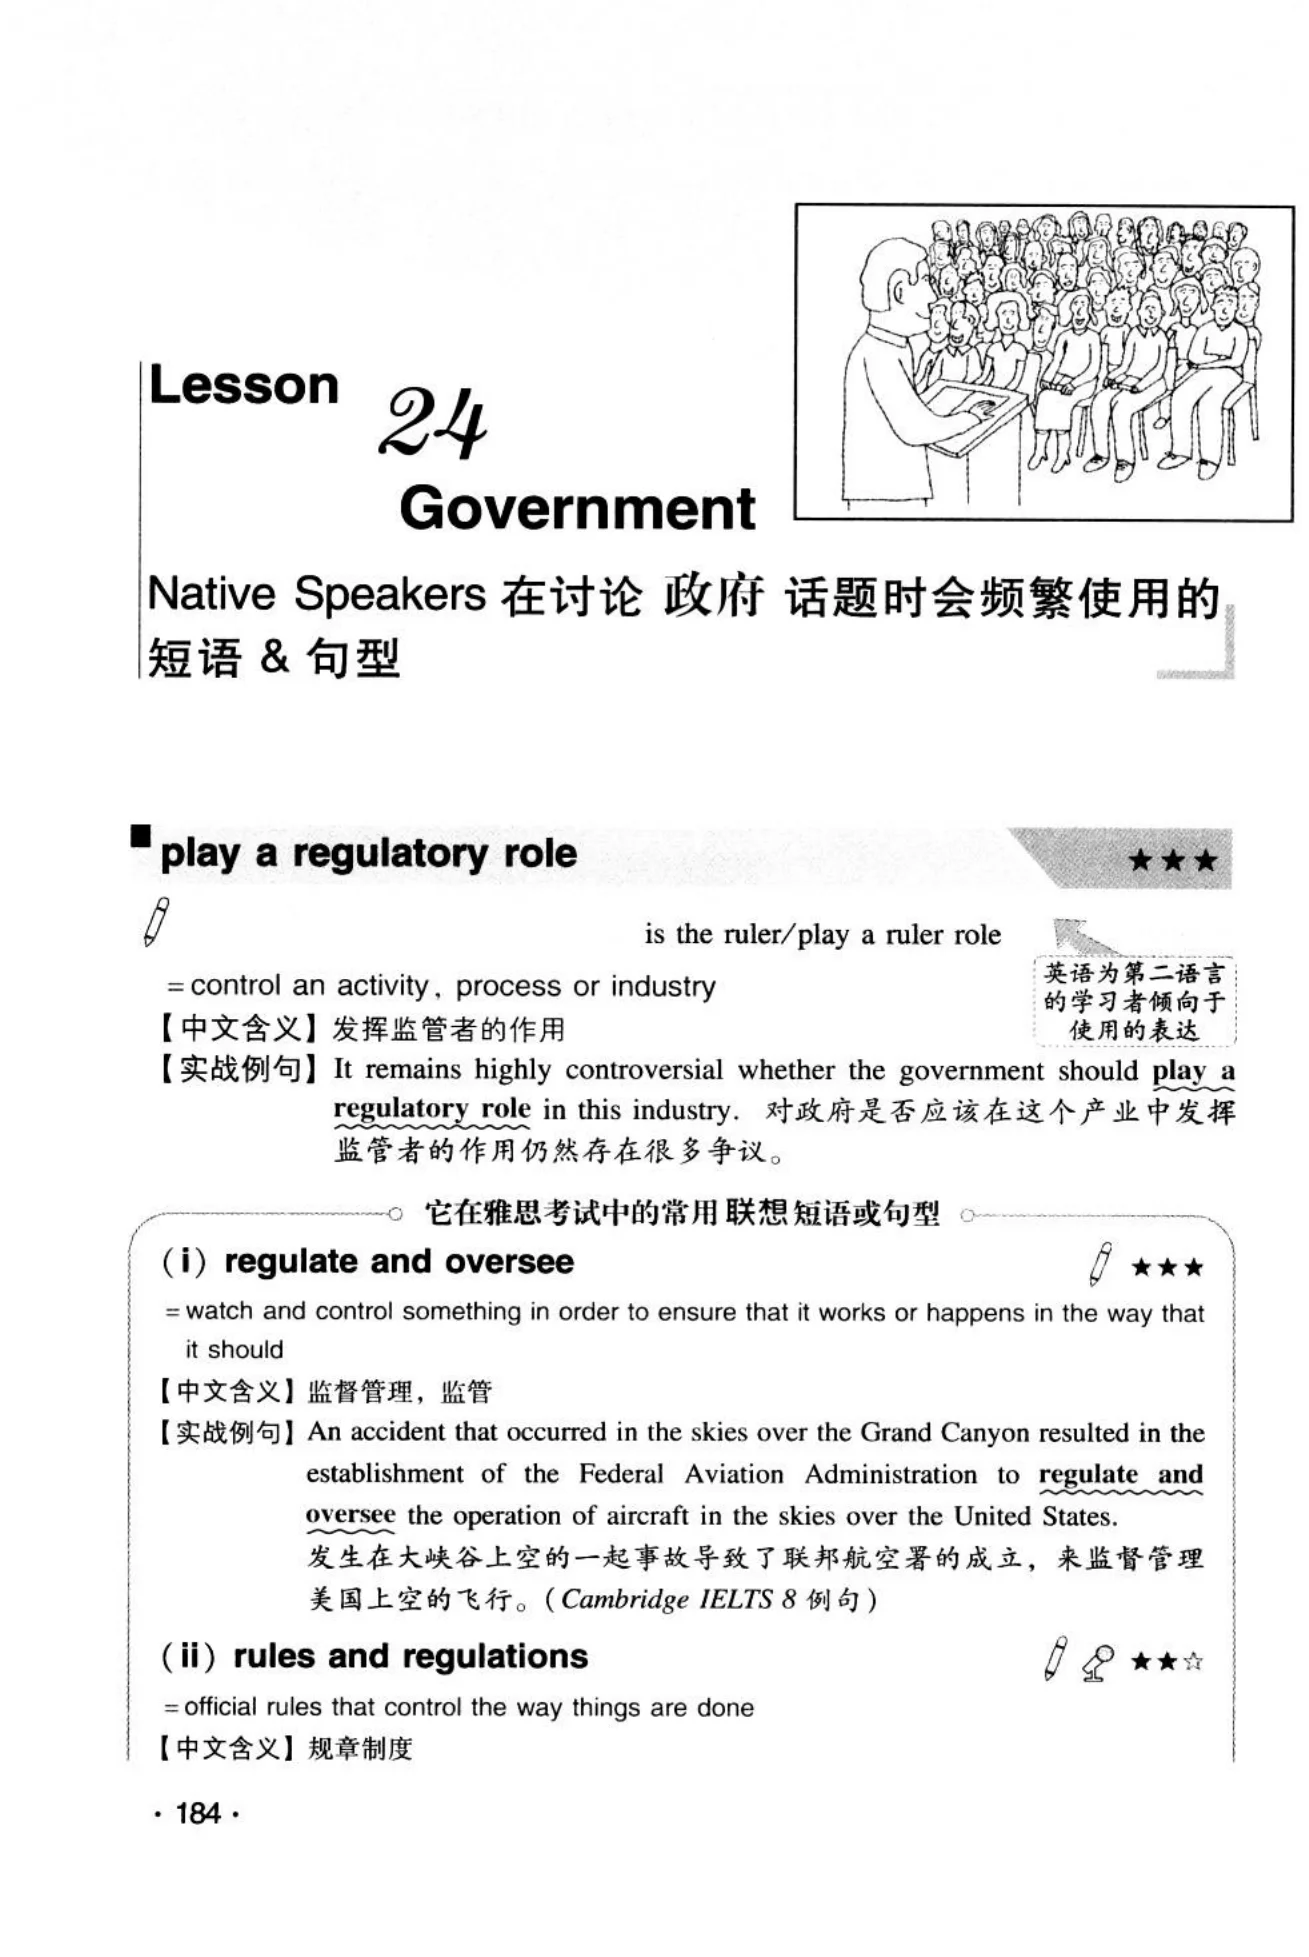 Lesson 24
Government
Native Speakers 在讨论 政府 话题时会频繁使用的
短语 & 句型
play a regulatory role ★★★
is the ruler/play a ruler role
英语为第二语言
的学习者倾向于
使用的表达
=control an activity, process or industry
【中文含义】发挥监管者的作用
【实战例句】It remains highly controversial whether the government should play a
regulatory role in this industry. 对政府是否应该在这个产业中发挥
监管者的作用仍然存在很多争议。
它在雅思考试中的常用联想短语或句型
(i) regulate and oversee ★★★
=watch and control something in order to ensure that it works or happens in the way that
it should
【中文含义】监督管理，监管
【实战例句】An accident that occurred in the skies over the Grand Canyon resulted in the
establishment of the Federal Aviation Administration to regulate and
oversee the operation of aircraft in the skies over the United States.
发生在大峡谷上空的一起事故导致了联邦航空署的成立，来监督管理
美国上空的飞行。(Cambridge IELTS 8 例句)
(ii) rules and regulations ★★☆
=official rules that control the way things are done
【中文含义】规章制度
· 184 ·